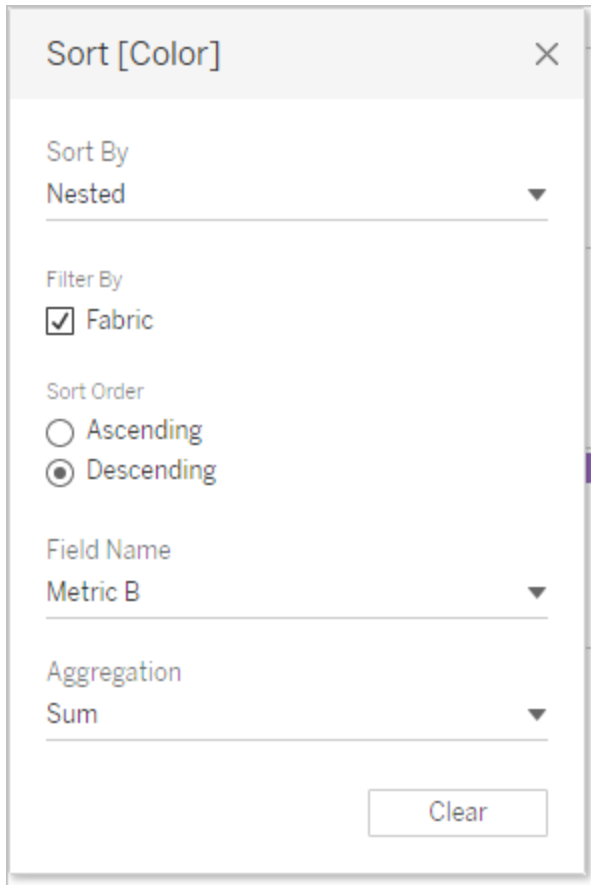 Sort [Color]
Sort By
Nested
Filter By
Fabric
Sort Order
Ascending
Descending
Field Name
Metric B
Aggregation
Sum
Clear